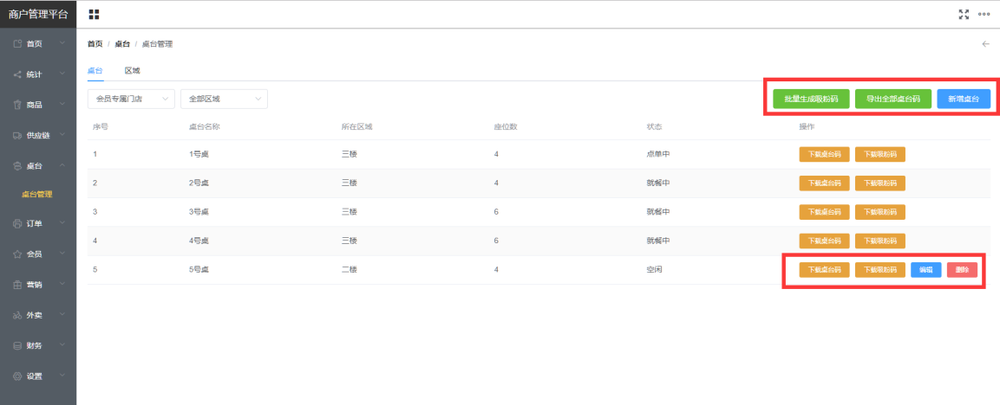 商户管理平台
首页
统计
商品
供应链
桌台
桌台管理
订单
会员
营销
外卖
财务
设置
首页 / 桌台 / 桌台管理
桌台 区域
会员专属门店 全部区域 批量生成吸粉码 导出全部桌台码 新增桌台
序号 桌台名称 所在区域 座位数 状态 操作
1 1号桌 三楼 4 点单中 下载桌台码 下载吸粉码
2 2号桌 三楼 4 就餐中 下载桌台码 下载吸粉码
3 3号桌 三楼 6 就餐中 下载桌台码 下载吸粉码
4 4号桌 三楼 6 就餐中 下载桌台码 下载吸粉码
5 5号桌 二楼 4 空闲 下载桌台码 下载吸粉码 编辑 删除